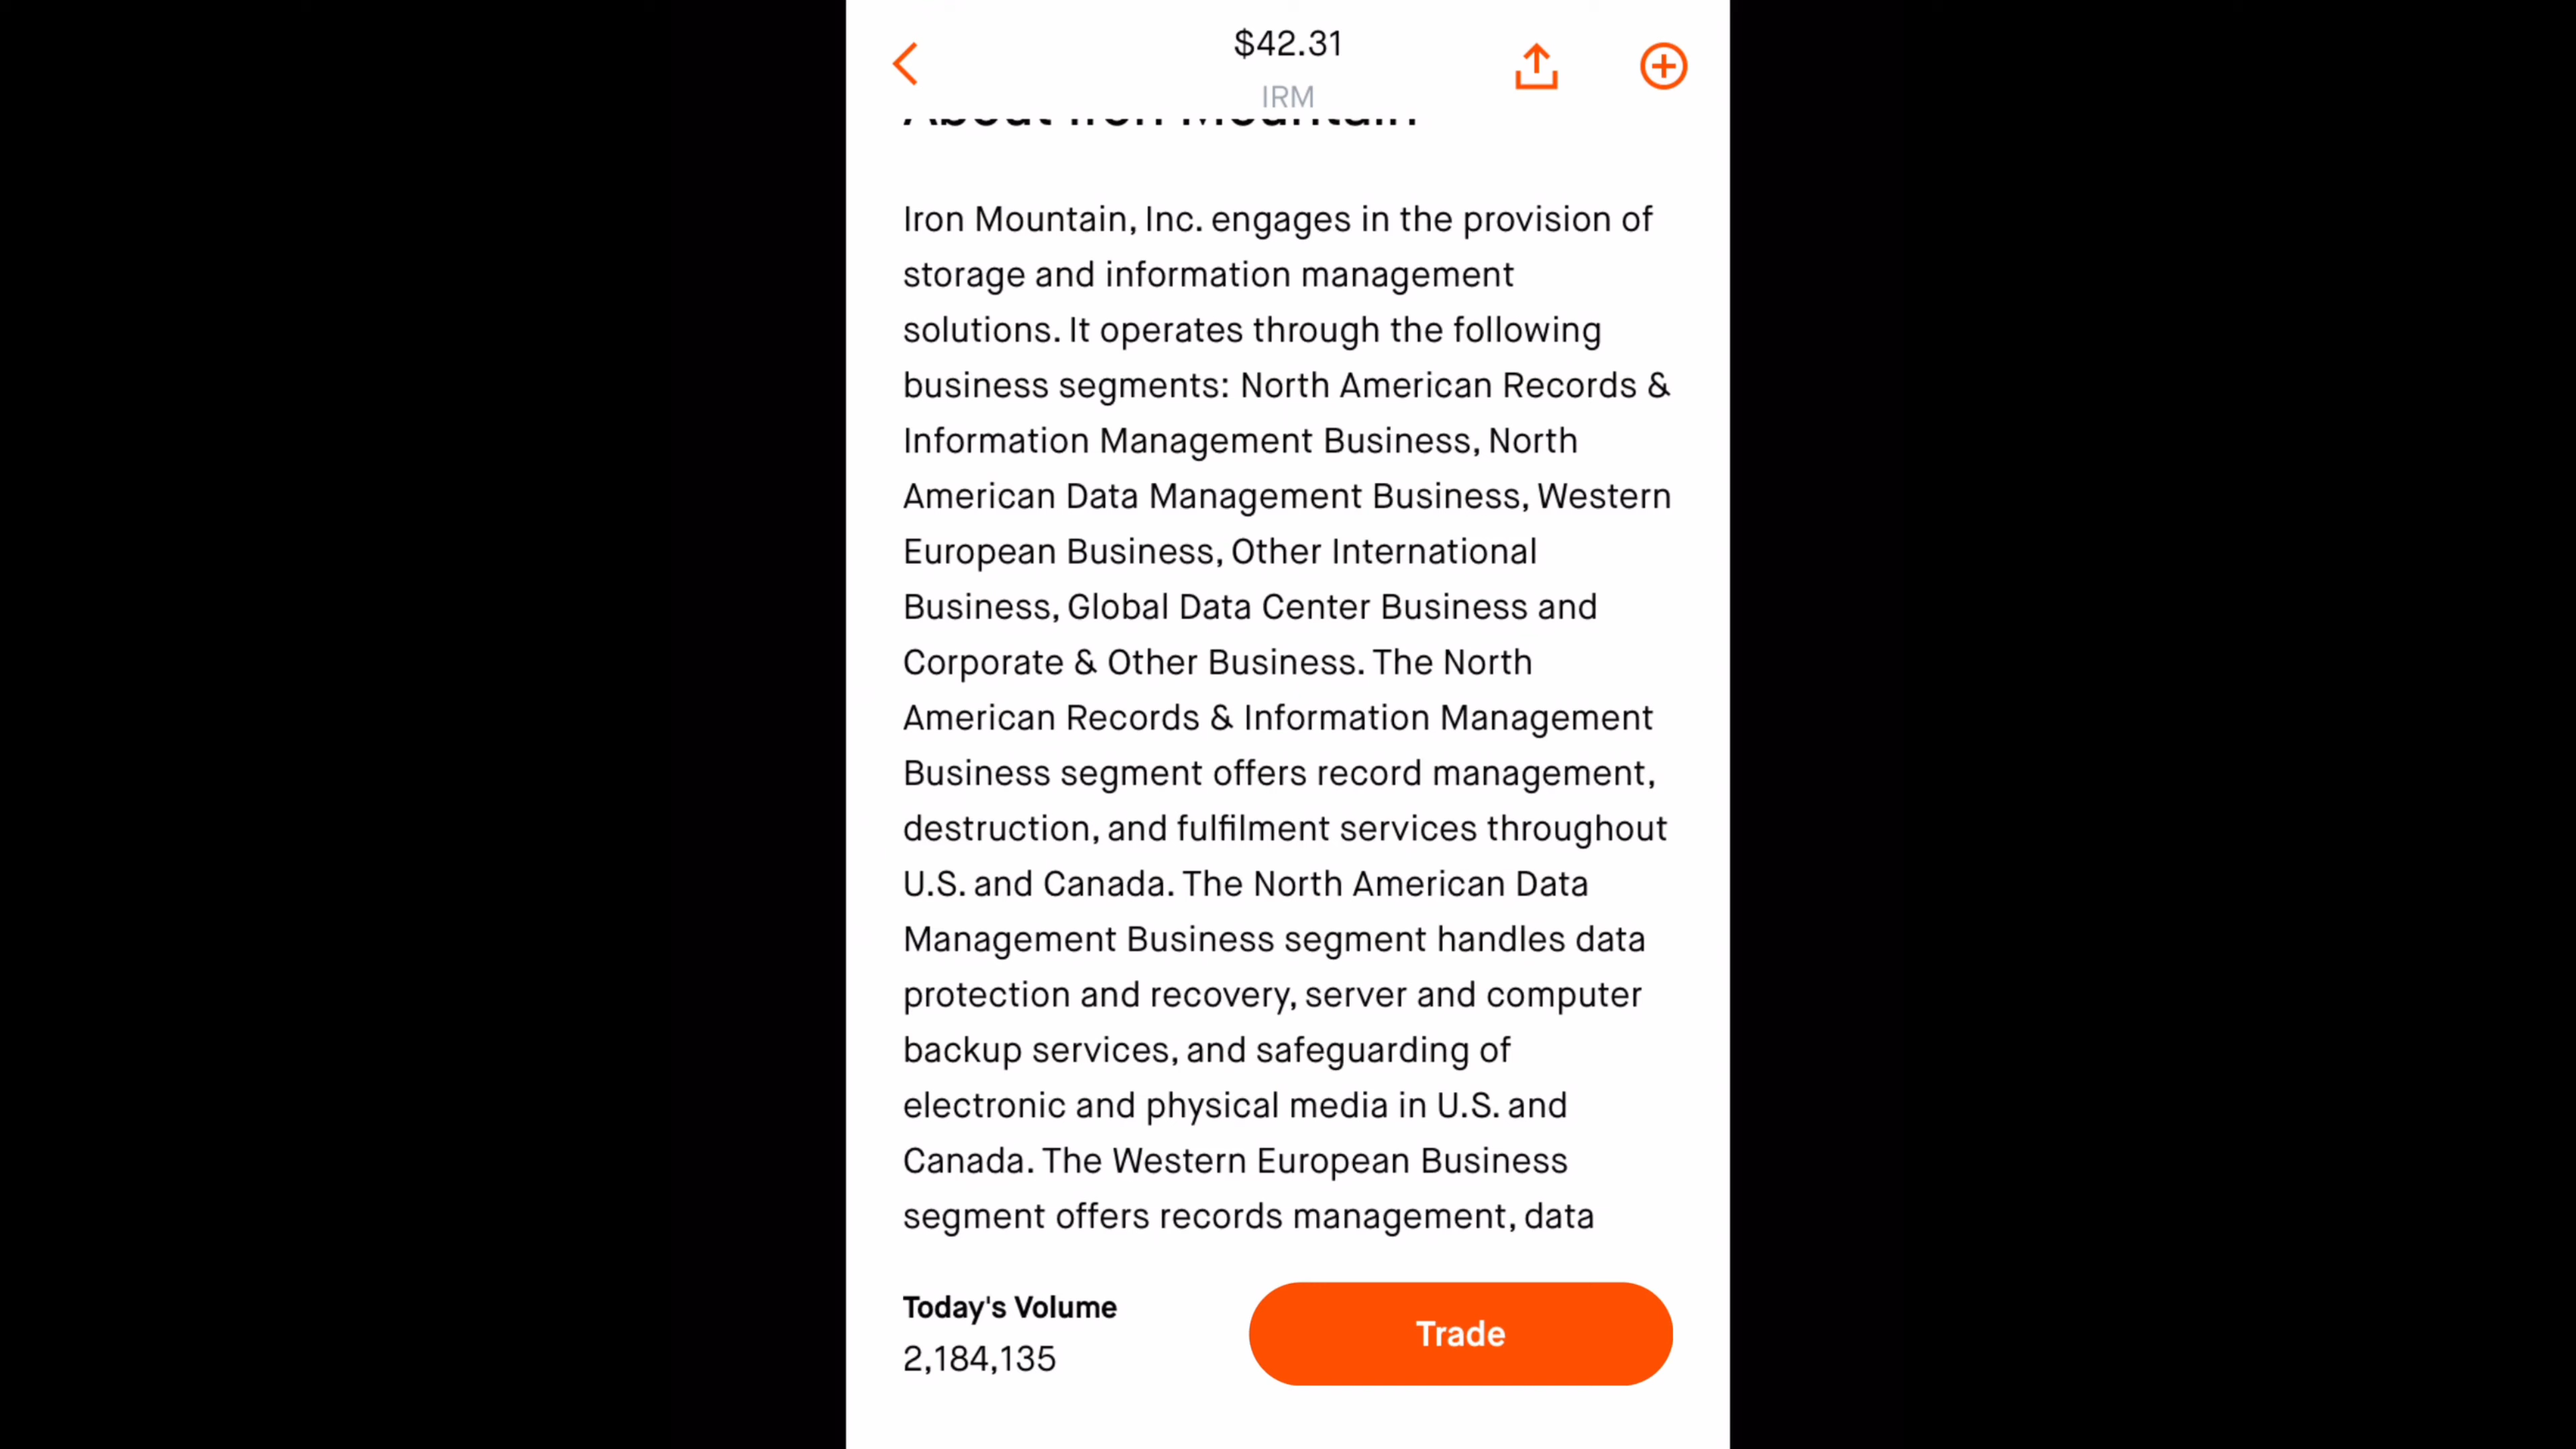 $42.31
IRM
About Iron Mountain
Iron Mountain, Inc. engages in the provision of
storage and information management
solutions. It operates through the following
business segments: North American Records &
Information Management Business, North
American Data Management Business, Western
European Business, Other International
Business, Global Data Center Business and
Corporate & Other Business. The North
American Records & Information Management
Business segment offers record management,
destruction, and fulfilment services throughout
U.S. and Canada. The North American Data
Management Business segment handles data
protection and recovery, server and computer
backup services, and safeguarding of
electronic and physical media in U.S. and
Canada. The Western European Business
segment offers records management, data
Today's Volume
2,184,135
Trade